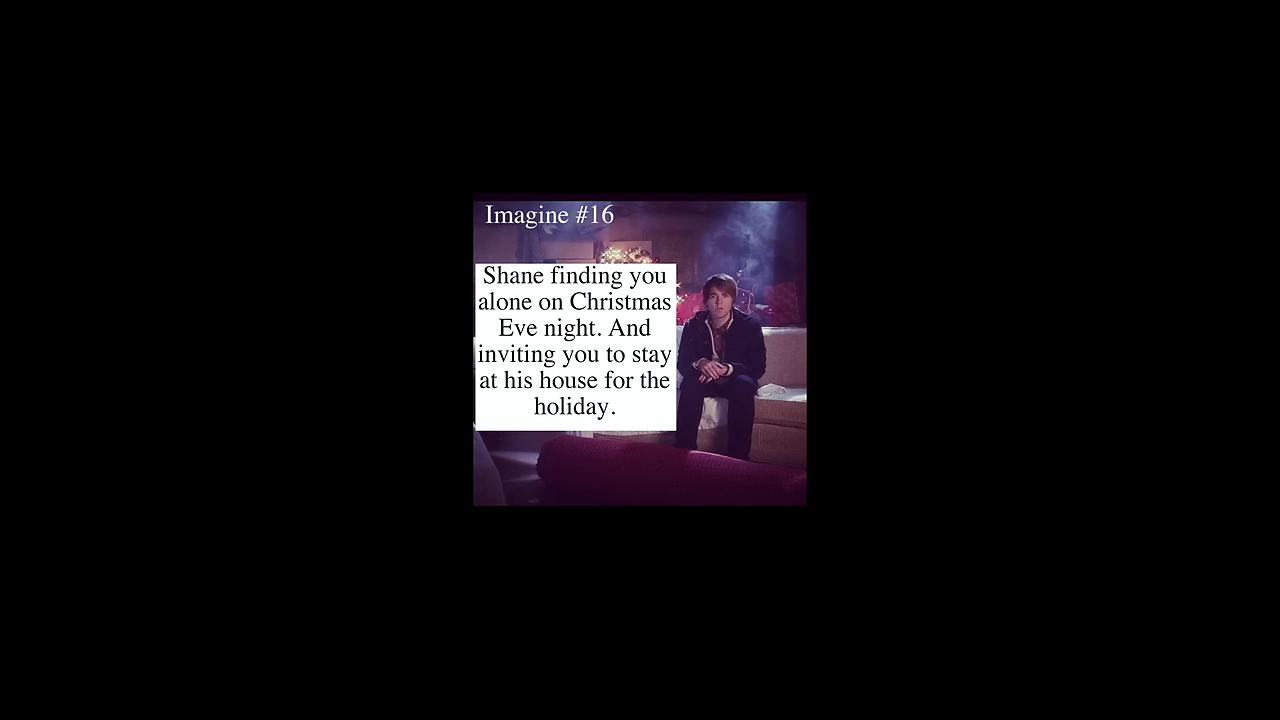 Imagine #16
Shane finding you
alone on Christmas
Eve night. And
inviting you to stay
at his house for the
holiday.